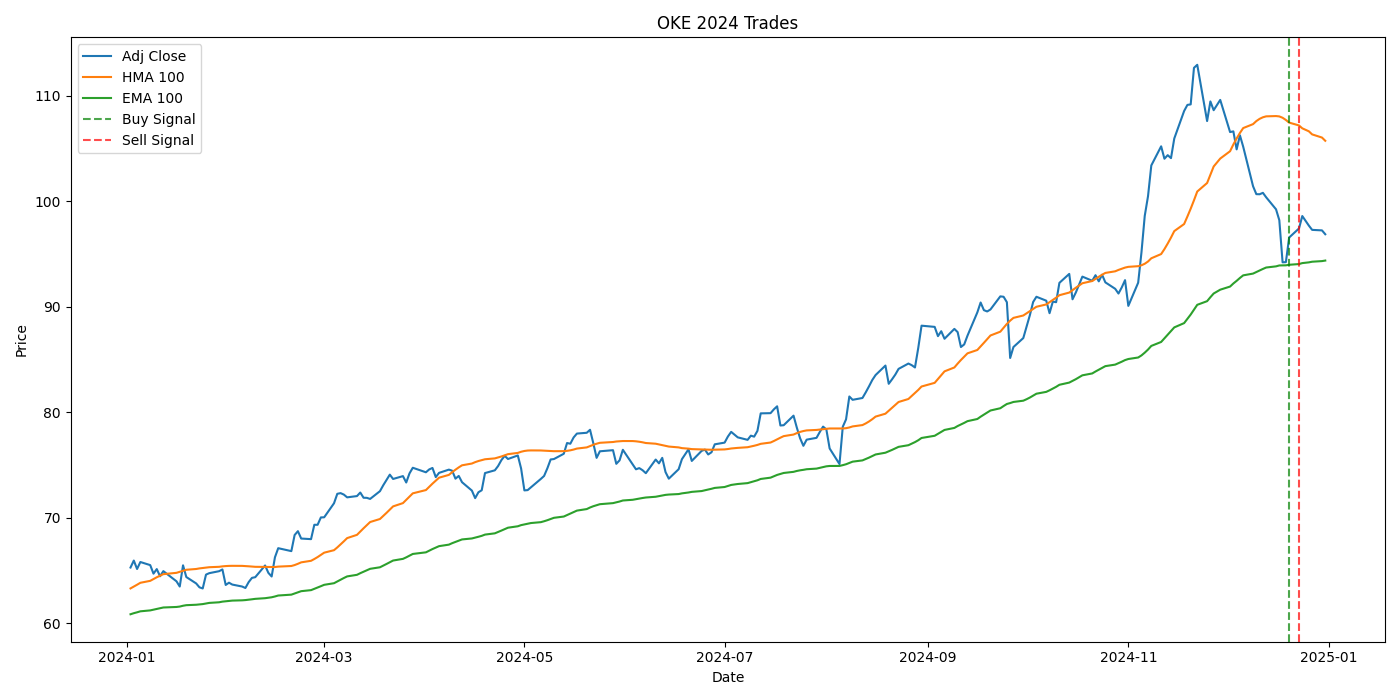 OKE 2024 Trades
Adj Close
HMA 100
EMA 100
Buy Signal
Sell Signal
Price
110
100
90
80
70
60
2024-01
2024-03
2024-05
2024-07
2024-09
2024-11
2025-01
Date